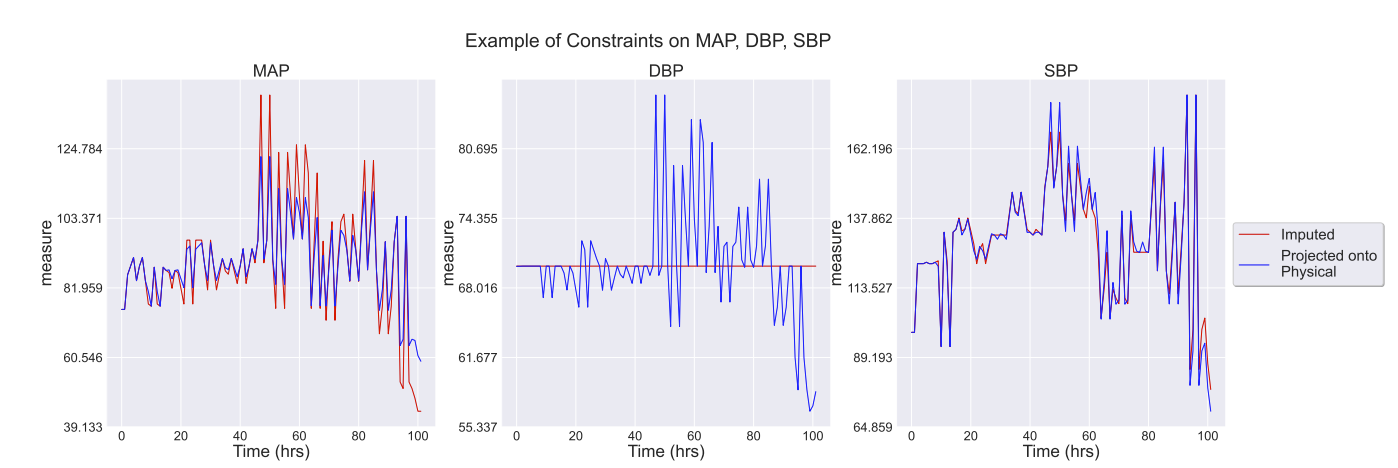 Example of Constraints on MAP, DBP, SBP
MAP
DBP
SBP
measure
124.784
103.371
81.959
60.546
39.133
0 20 40 60 80 100
Time (hrs)
measure
80.695
74.355
68.016
61.677
55.337
0 20 40 60 80 100
Time (hrs)
measure
162.196
137.862
113.527
89.193
64.859
0 20 40 60 80 100
Time (hrs)
Imputed
Projected onto
Physical